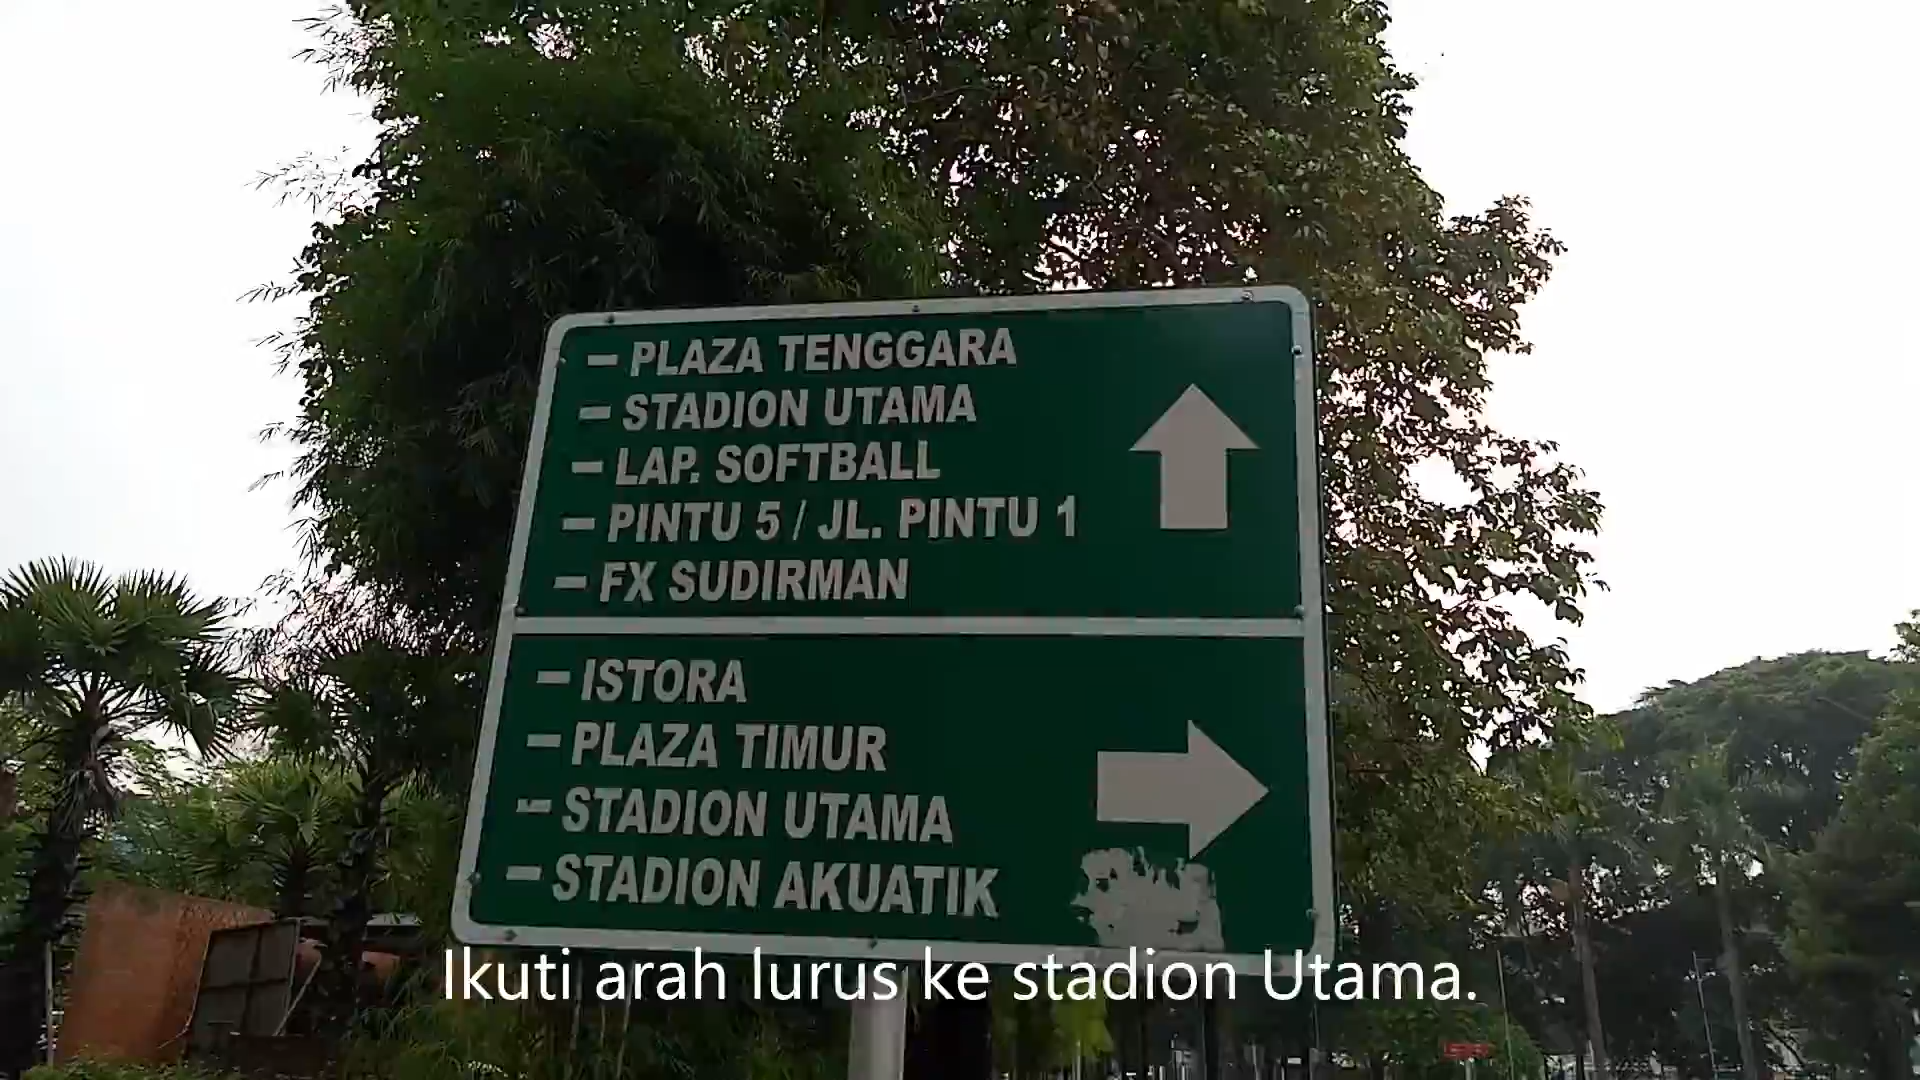 – PLAZA TENGGARA
– STADION UTAMA
– LAP. SOFTBALL
– PINTU 5 / JL. PINTU 1
– FX SUDIRMAN
– ISTORA
– PLAZA TIMUR
– STADION UTAMA
– STADION AKUATIK
Ikuti arah lurus ke stadion Utama.